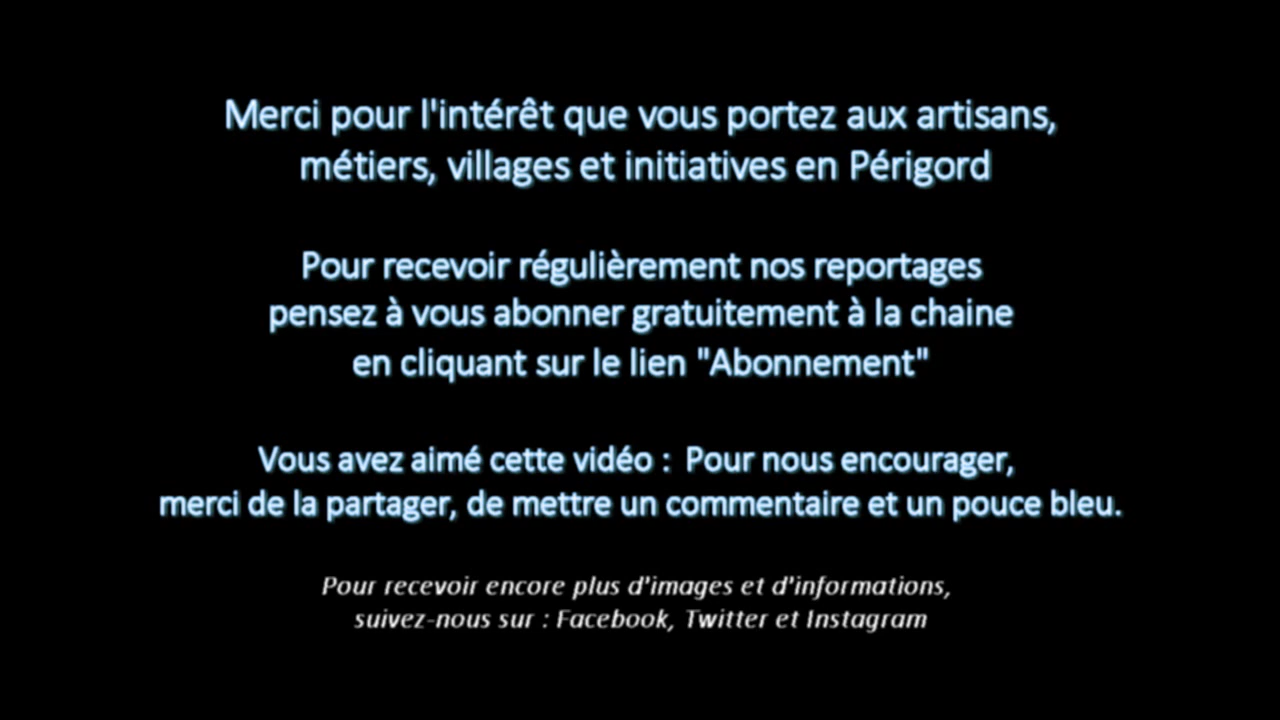 Merci pour l'intérêt que vous portez aux artisans,
métiers, villages et initiatives en Périgord
Pour recevoir régulièrement nos reportages
pensez à vous abonner gratuitement à la chaine
en cliquant sur le lien "Abonnement"
Vous avez aimé cette vidéo : Pour nous encourager,
merci de la partager, de mettre un commentaire et un pouce bleu.
Pour recevoir encore plus d'images et d'informations,
suivez-nous sur : Facebook, Twitter et Instagram